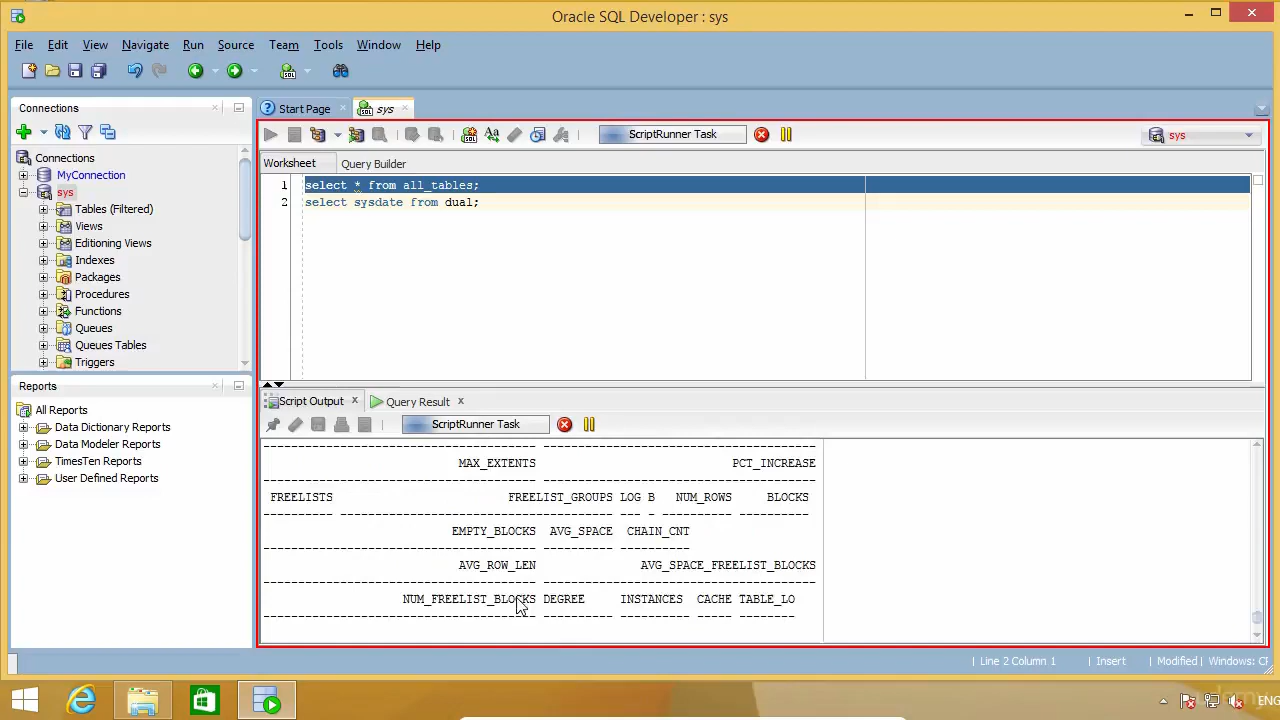 Oracle SQL Developer : sys
File Edit View Navigate Run Source Team Tools Window Help
Connections
Start Page
sys
ScriptRunner Task
sys
Worksheet
Query Builder
Connections
MyConnection
sys
Tables (Filtered)
Views
Editioning Views
Indexes
Packages
Procedures
Functions
Queues
Queues Tables
Triggers
1 select * from all_tables;
2 select sysdate from dual;
Reports
All Reports
Data Dictionary Reports
Data Modeler Reports
TimesTen Reports
User Defined Reports
Script Output
Query Result
ScriptRunner Task
MAX_EXTENTS PCT_INCREASE
FREELISTS FREELIST_GROUPS LOG B NUM_ROWS BLOCKS
EMPTY_BLOCKS AVG_SPACE CHAIN_CNT
AVG_ROW_LEN AVG_SPACE_FREELIST_BLOCKS
NUM_FREELIST_BLOCKS DEGREE INSTANCES CACHE TABLE_LO
Line 2 Column 1 Insert Modified Windows: CF
ENG